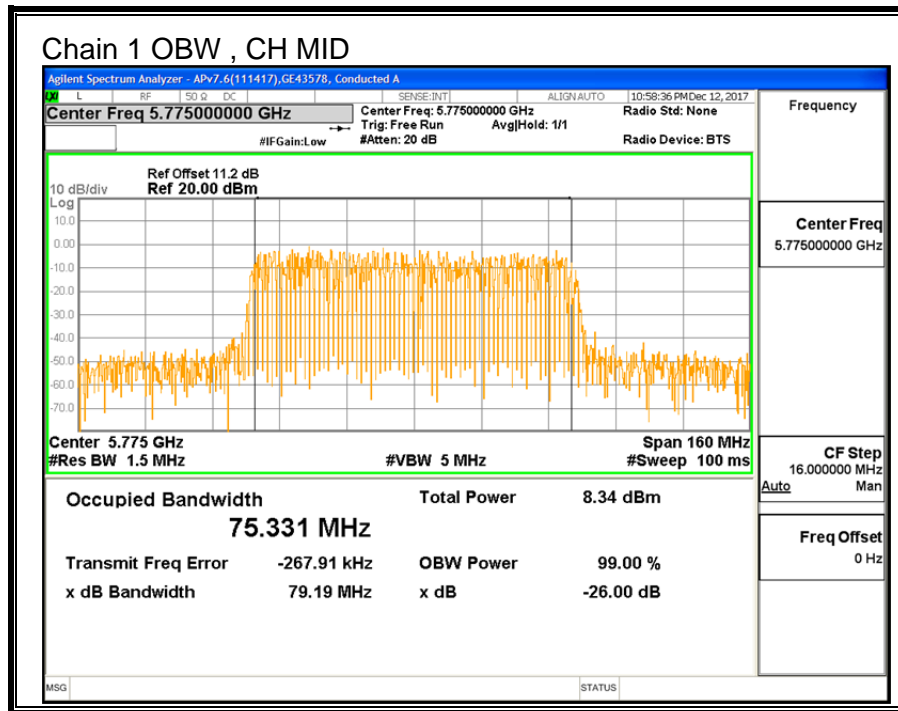 Chain 1 OBW , CH MID
Agilent Spectrum Analyzer - APv7.6(111417),GE43578, Conducted A
LXI L RF 50 Ω DC SENSE:INT ALIGN AUTO 10:58:36 PM Dec 12, 2017
Center Freq 5.775000000 GHz
Center Freq: 5.775000000 GHz
Radio Std: None
Trig: Free Run Avg|Hold: 1/1
#IFGain:Low
#Atten: 20 dB
Radio Device: BTS
Ref Offset 11.2 dB
10 dB/div Ref 20.00 dBm
Log
10.0
0.00
-10.0
-20.0
-30.0
-40.0
-50.0
-60.0
-70.0
Center 5.775 GHz Span 160 MHz
#Res BW 1.5 MHz #VBW 5 MHz #Sweep 100 ms
Occupied Bandwidth Total Power 8.34 dBm
75.331 MHz
Transmit Freq Error -267.91 kHz OBW Power 99.00 %
x dB Bandwidth 79.19 MHz x dB -26.00 dB
MSG STATUS
Frequency
Center Freq
5.775000000 GHz
CF Step
16.000000 MHz
Auto Man
Freq Offset
0 Hz